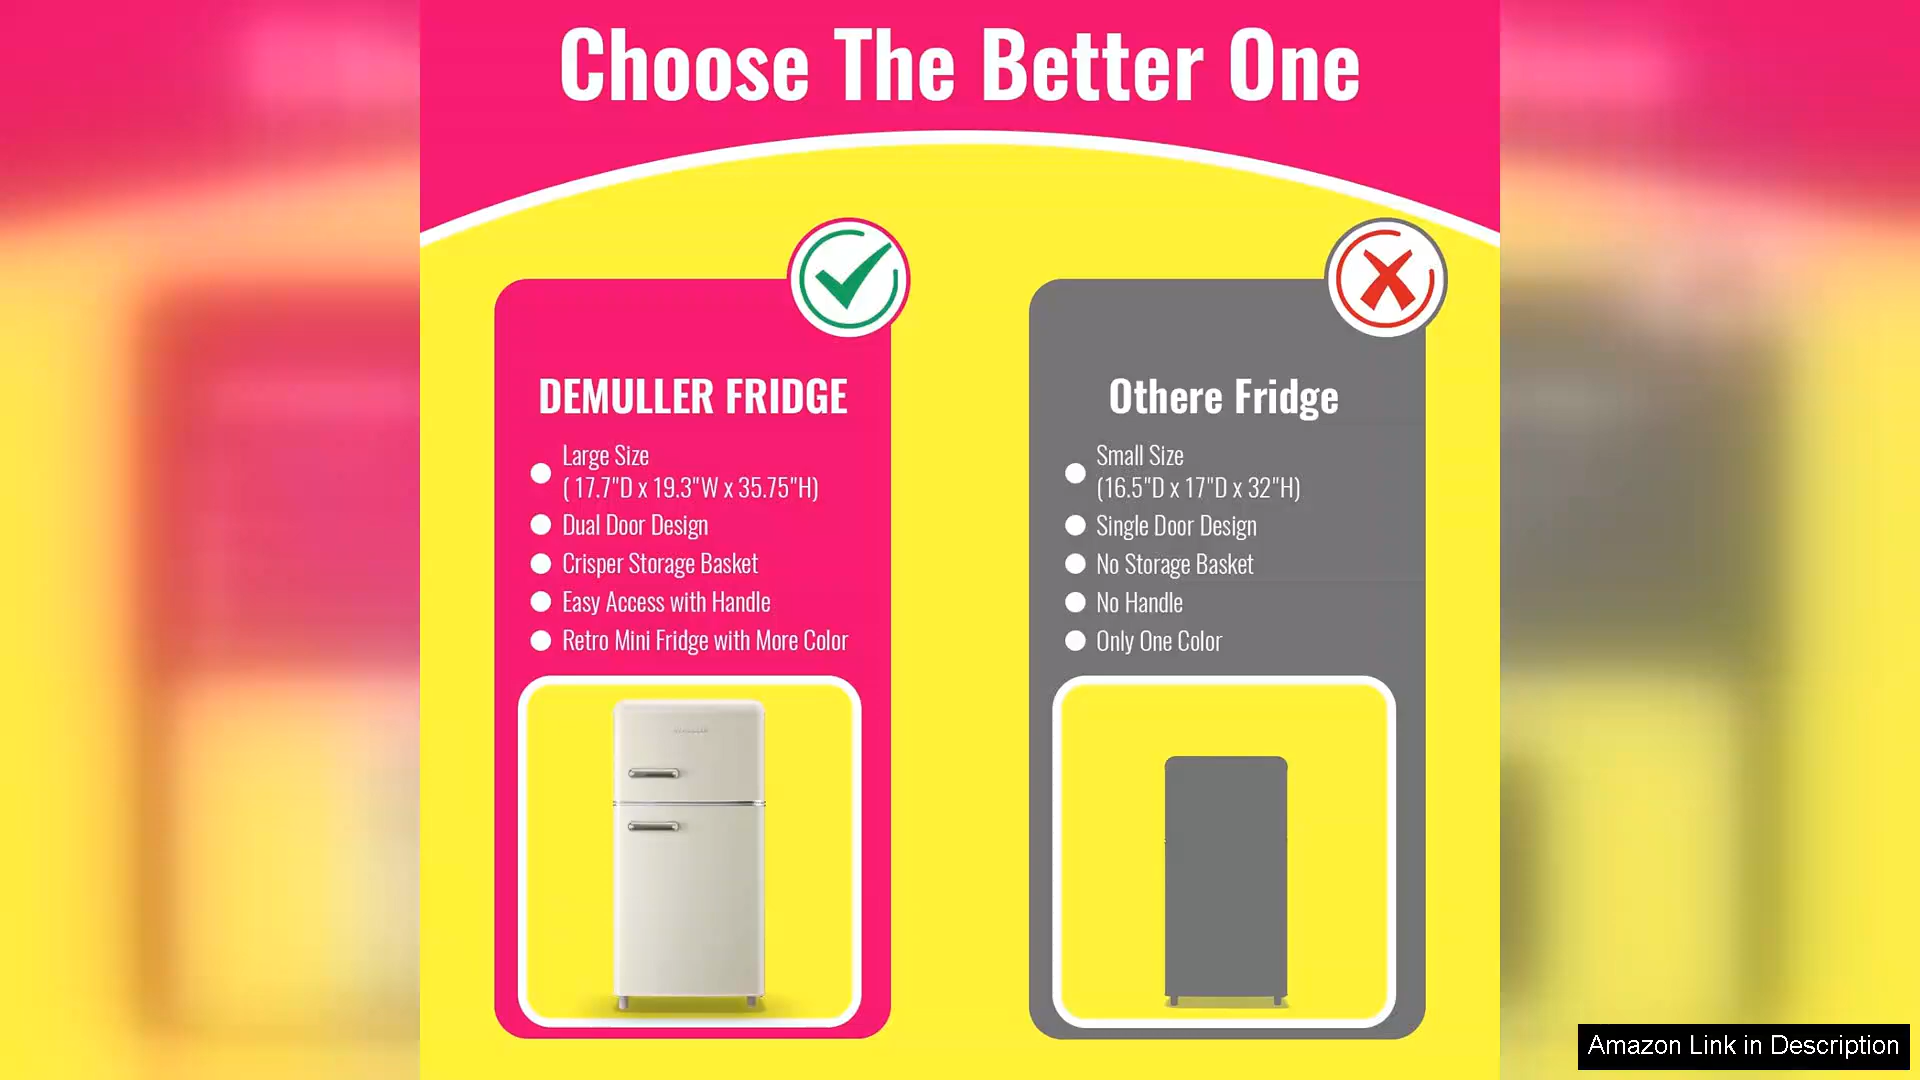 Choose The Better One
DEMULLER FRIDGE
Large Size
( 17.7"D x 19.3"W x 35.75"H)
Dual Door Design
Crisper Storage Basket
Easy Access with Handle
Retro Mini Fridge with More Color
Othere Fridge
Small Size
(16.5"D x 17"D x 32"H)
Single Door Design
No Storage Basket
No Handle
Only One Color
Amazon Link in Description